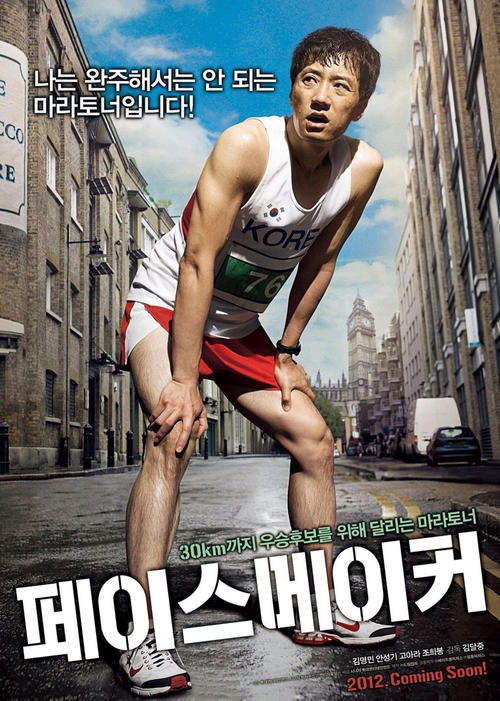 CCO
RE
나는 완주해서는 안 되는
마라토너입니다!
KORE
76
30km까지 우승후보를 위해 달리는 마라토너
페이스메이커
김명민 안성기 고아라 조희봉 감독 김달중
2012. Coming Soon!